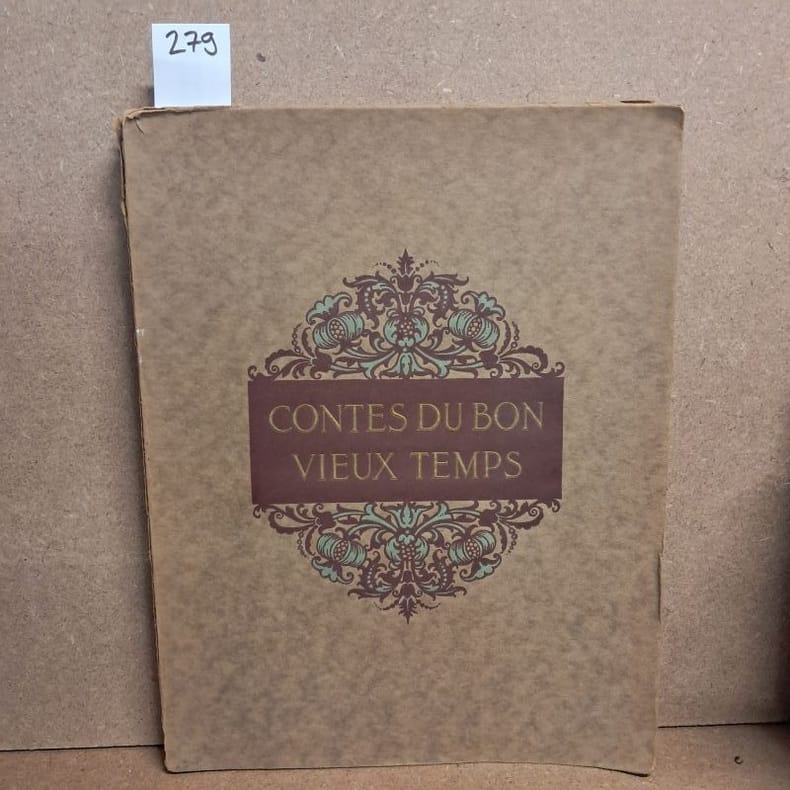 279
CONTES DU BON
VIEUX TEMPS